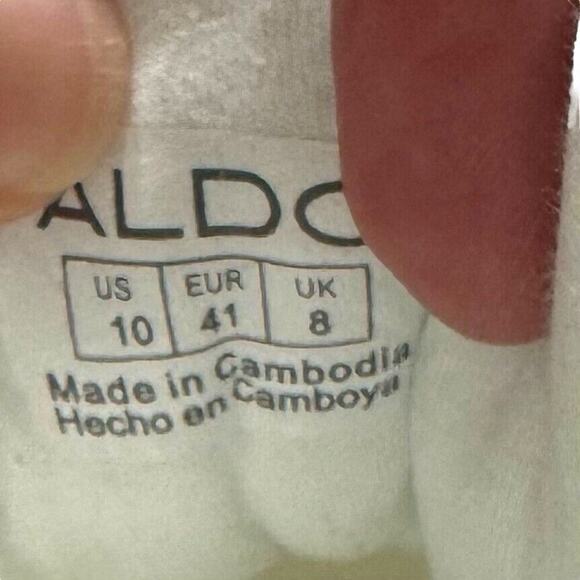 ALDO
US EUR UK
10 41 8
Made in Cambodia
Hecho en Camboya